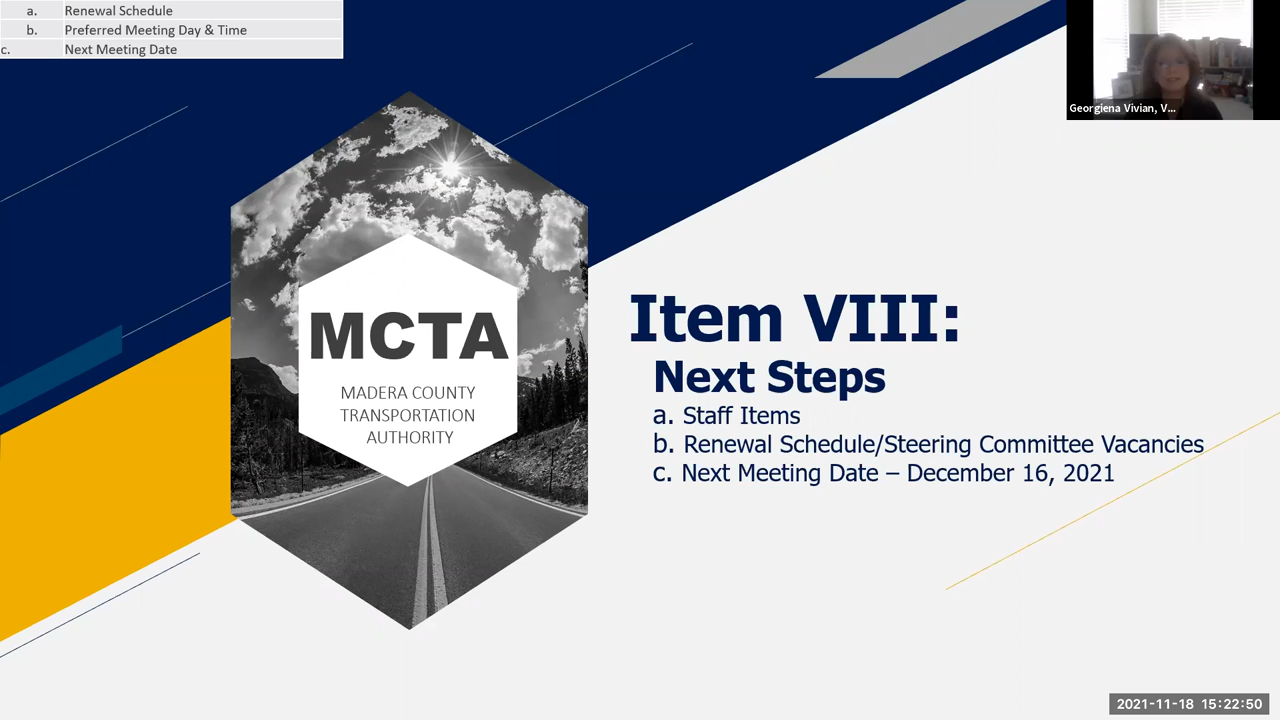 a. Renewal Schedule
b. Preferred Meeting Day & Time
c. Next Meeting Date
Georgiena Vivian, V...
MCTA
MADERA COUNTY
TRANSPORTATION
AUTHORITY
Item VIII:
Next Steps
a. Staff Items
b. Renewal Schedule/Steering Committee Vacancies
c. Next Meeting Date – December 16, 2021
2021-11-18 15:22:50